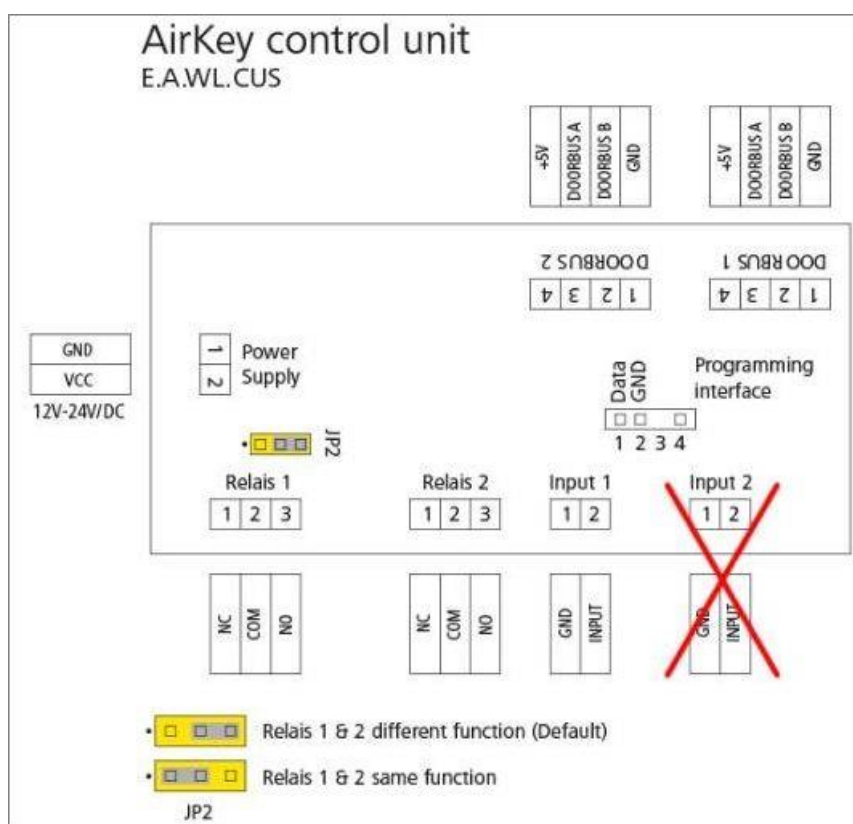 AirKey control unit
E.A.WL.CUS
+5V DOORBUS A DOORBUS B GND
+5V DOORBUS A DOORBUS B GND
DOORBUS 2
DOORBUS 1
4 3 2 1
4 3 2 1
GND
VCC
12V-24V/DC
1 Power
2 Supply
Data
GND
Programming
interface
1 2 3 4
JP2
Relais 1
Relais 2
Input 1
Input 2
1 2 3
1 2 3
1 2
1 2
NC COM NO
NC COM NO
GND INPUT
GND INPUT
Relais 1 & 2 different function (Default)
Relais 1 & 2 same function
JP2